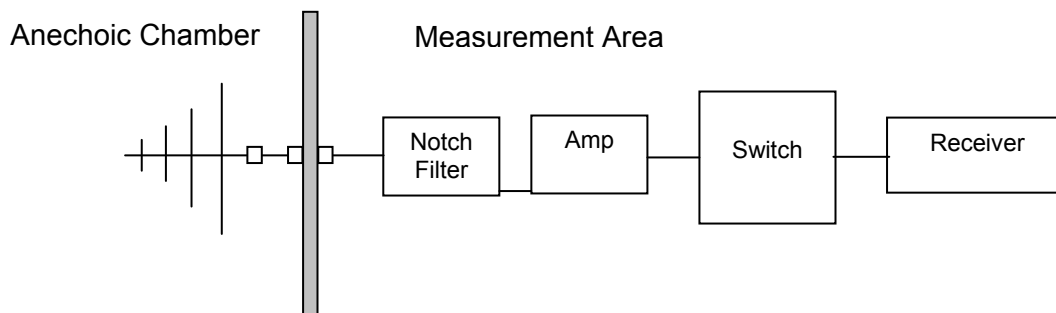 Anechoic Chamber
Measurement Area
Notch
Filter
Amp
Switch
Receiver